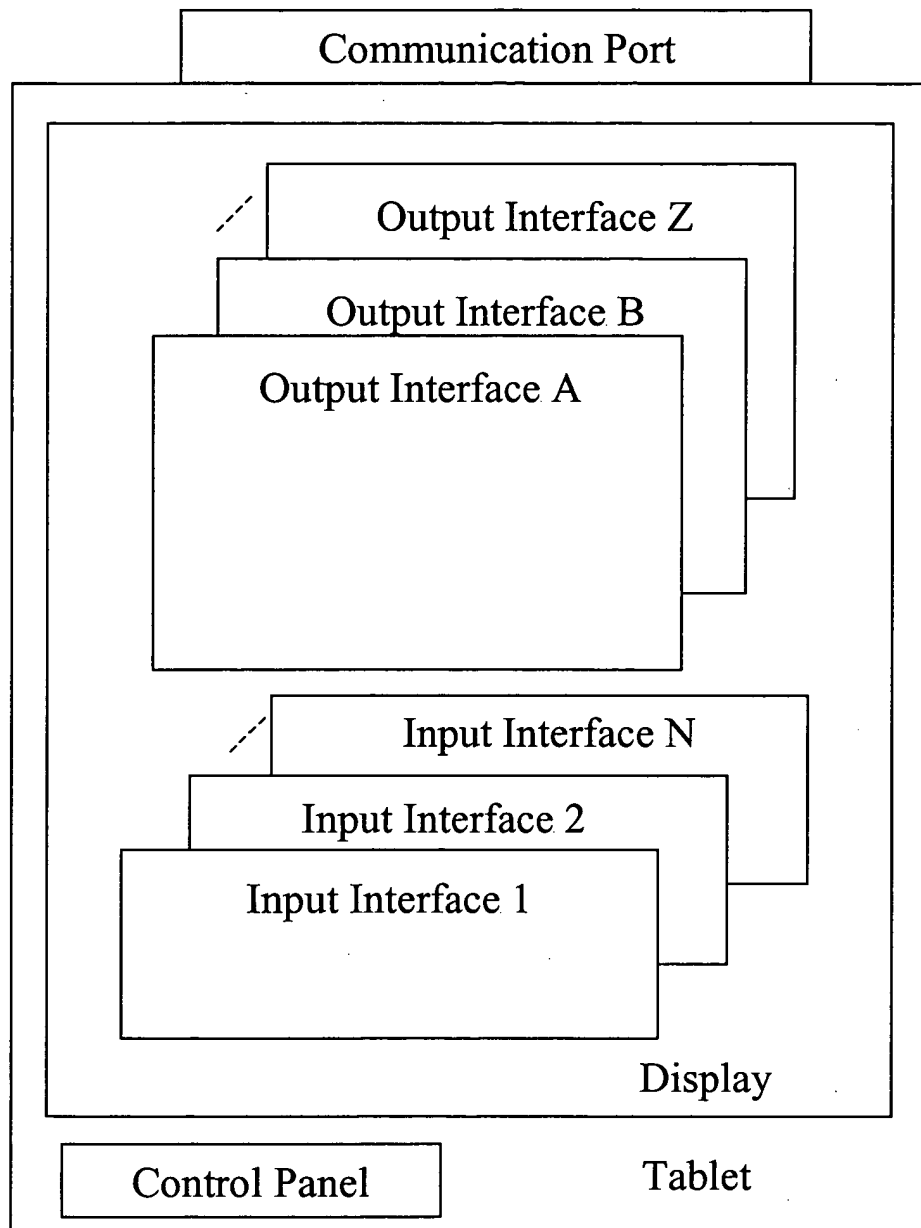 Communication Port
Output Interface Z
Output Interface B
Output Interface A
Input Interface N
Input Interface 2
Input Interface 1
Display
Control Panel
Tablet